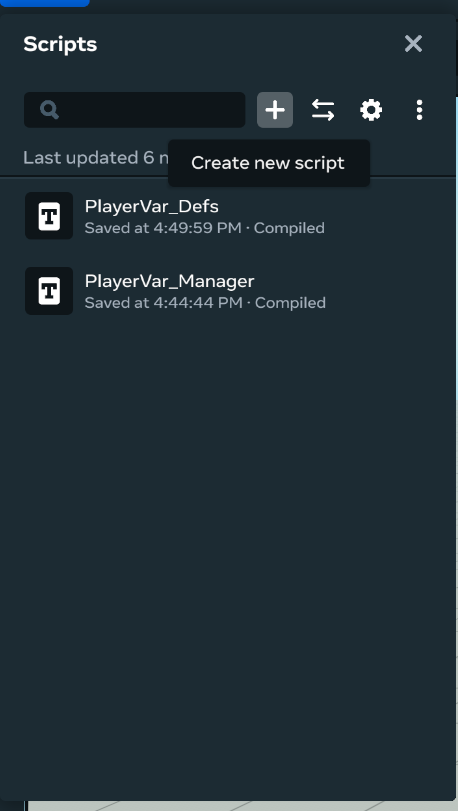 Scripts
Last updated 6
Create new script
PlayerVar_Defs
Saved at 4:49:59 PM · Compiled
PlayerVar_Manager
Saved at 4:44:44 PM · Compiled